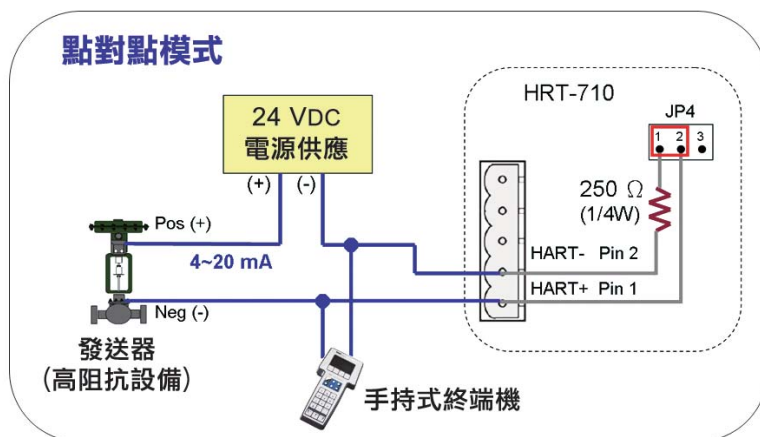 點對點模式
HRT-710
JP4
1 2 3
24 VDC
電源供應
(+) (-)
250 Ω
(1/4W)
Pos (+)
4~20 mA
HART- Pin 2
HART+ Pin 1
Neg (-)
發送器
(高阻抗設備)
手持式終端機